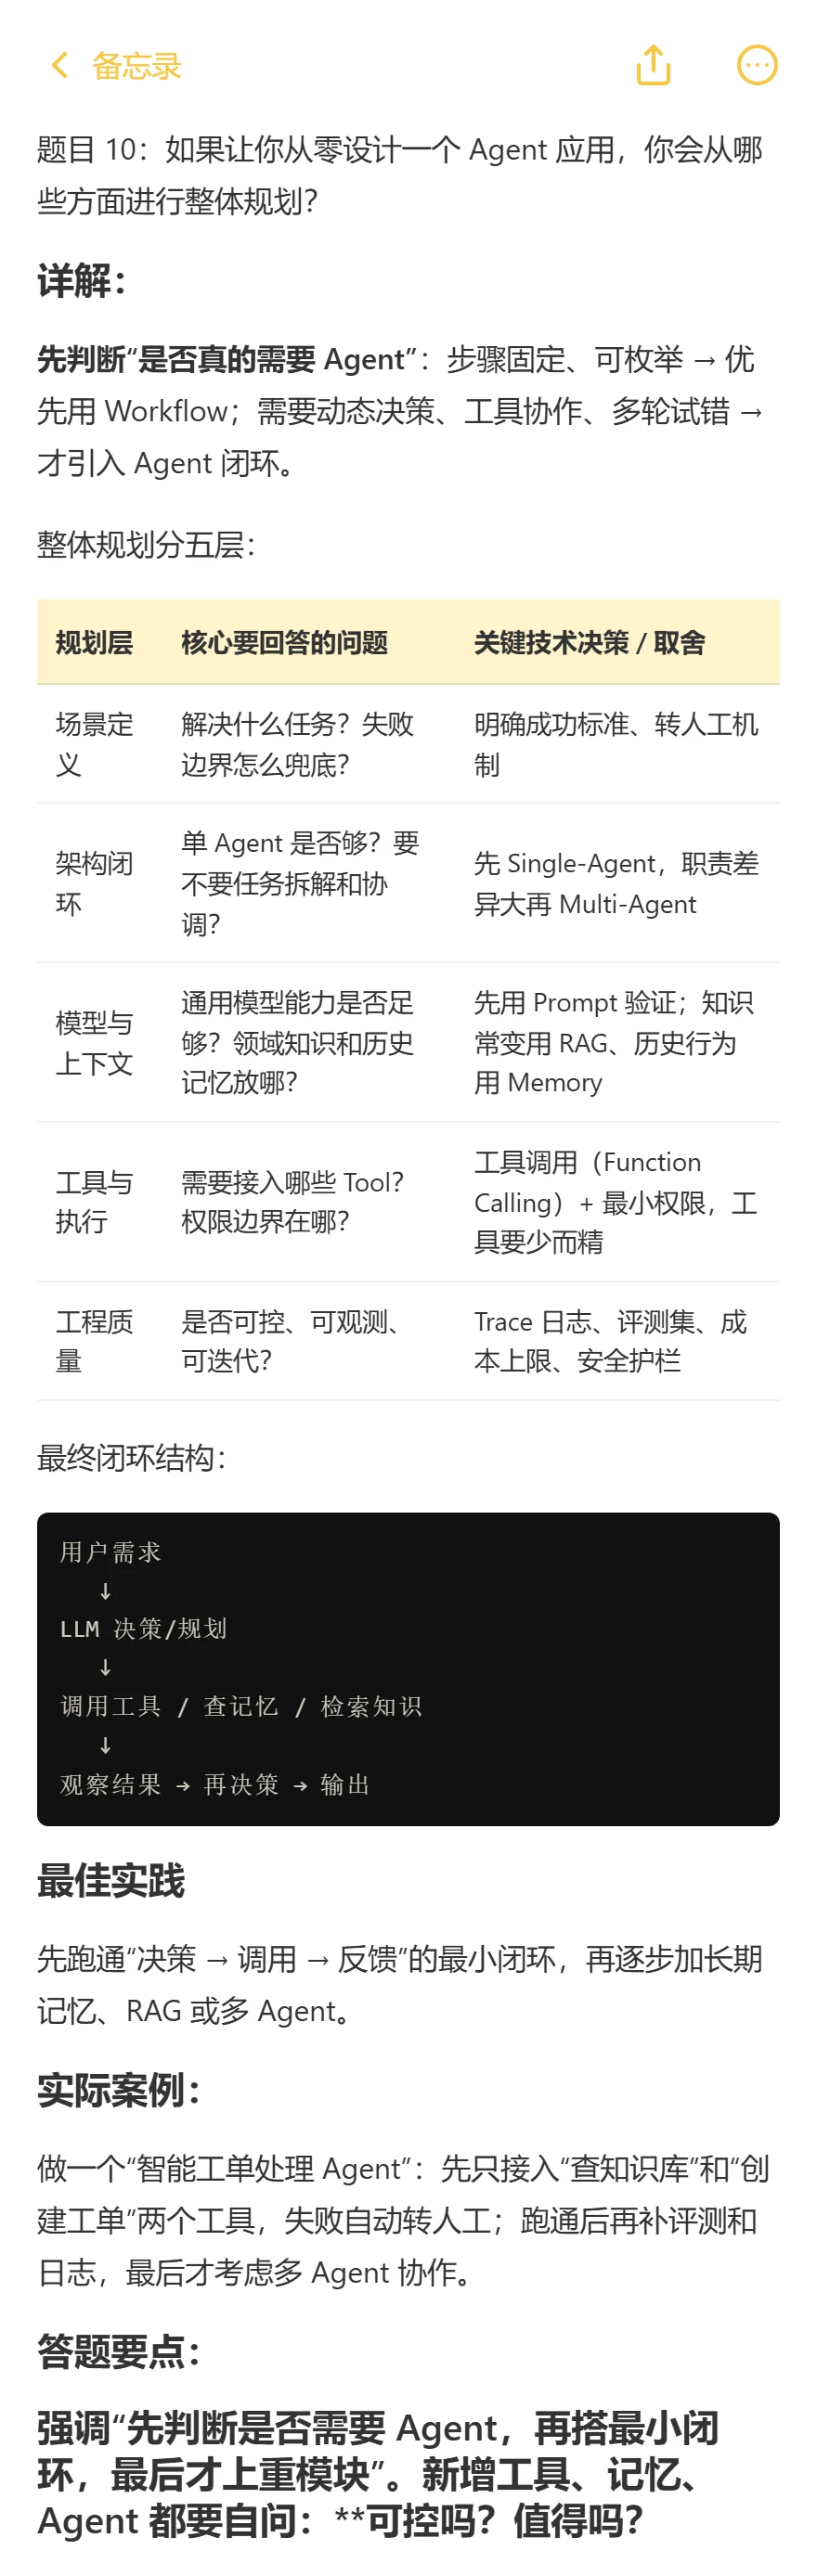 备忘录
题目 10：如果让你从零设计一个 Agent 应用，你会从哪
些方面进行整体规划？
详解：
先判断“是否真的需要 Agent”：步骤固定、可枚举 → 优
先用 Workflow；需要动态决策、工具协作、多轮试错 →
才引入 Agent 闭环。
整体规划分五层：
规划层 核心要回答的问题 关键技术决策 / 取舍
场景定
义
解决什么任务？失败
边界怎么兜底？
明确成功标准、转人工机
制
架构闭
环
单 Agent 是否够？要
不要任务拆解和协
调？
先 Single-Agent，职责差
异大再 Multi-Agent
模型与
上下文
通用模型能力是否足
够？领域知识和历史
记忆放哪？
先用 Prompt 验证；知识
常变用 RAG、历史行为
用 Memory
工具与
执行
需要接入哪些 Tool？
权限边界在哪？
工具调用（Function
Calling）+ 最小权限，工
具要少而精
工程质
量
是否可控、可观测、
可迭代？
Trace 日志、评测集、成
本上限、安全护栏
最终闭环结构：
用户需求
↓
LLM 决策/规划
↓
调用工具 / 查记忆 / 检索知识
↓
观察结果 → 再决策 → 输出
最佳实践
先跑通“决策 → 调用 → 反馈”的最小闭环，再逐步加长期
记忆、RAG 或多 Agent。
实际案例：
做一个“智能工单处理 Agent”：先只接入“查知识库”和“创
建工单”两个工具，失败自动转人工；跑通后再补评测和
日志，最后才考虑多 Agent 协作。
答题要点：
强调“先判断是否需要 Agent，再搭最小闭
环，最后才上重模块”。新增工具、记忆、
Agent 都要自问：**可控吗？值得吗？